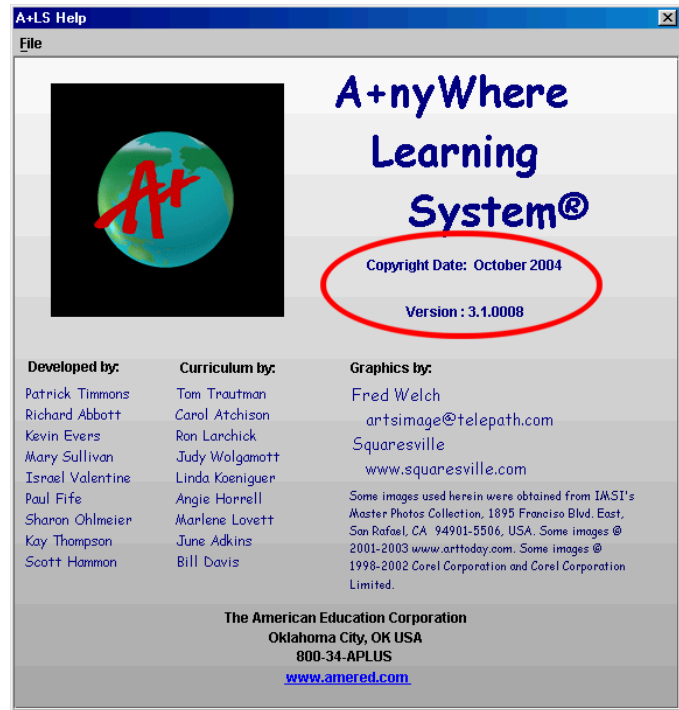 A+LS Help
File
A+nyWhere
Learning
System®
A+
Copyright Date: October 2004
Version : 3.1.0008
Developed by:
Patrick Timmons
Richard Abbott
Kevin Evers
Mary Sullivan
Israel Valentine
Paul Fife
Sharon Ohlmeier
Kay Thompson
Scott Hammon
Curriculum by:
Tom Trautman
Carol Atchison
Ron Larchick
Judy Wolgamott
Linda Koeniguer
Angie Horrell
Marlene Lovett
June Adkins
Bill Davis
Graphics by:
Fred Welch
artsimage@telepath.com
Squaresville
www.squaresville.com
Some images used herein were obtained from IMSI's
Master Photos Collection, 1895 Franciso Blvd. East,
San Rafael, CA 94901-5506, USA. Some images @
2001-2003 www.arttoday.com. Some images @
1998-2002 Corel Corporation and Corel Corporation
Limited.
The American Education Corporation
Oklahoma City, OK USA
800-34-APLUS
www.amered.com